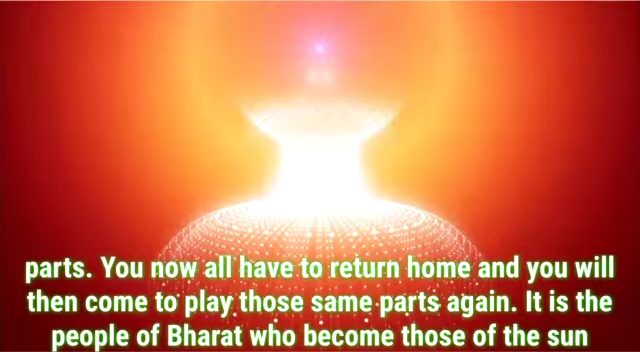 parts. You now all have to return home and you will
then come to play those same parts again. It is the
people of Bharat who become those of the sun